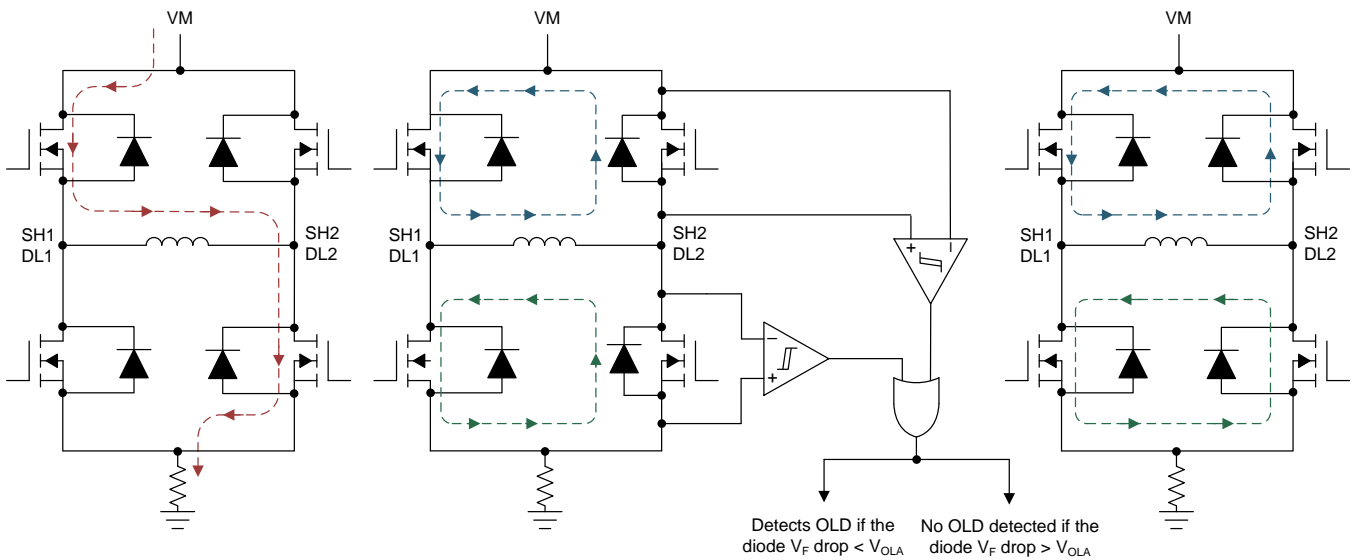 VM
VM
VM
SH1
DL1
SH2
DL2
SH1
DL1
SH2
DL2
SH1
DL1
SH2
DL2
+
−
−
+
Detects OLD if the
diode VF drop < VOLA
No OLD detected if the
diode VF drop > VOLA